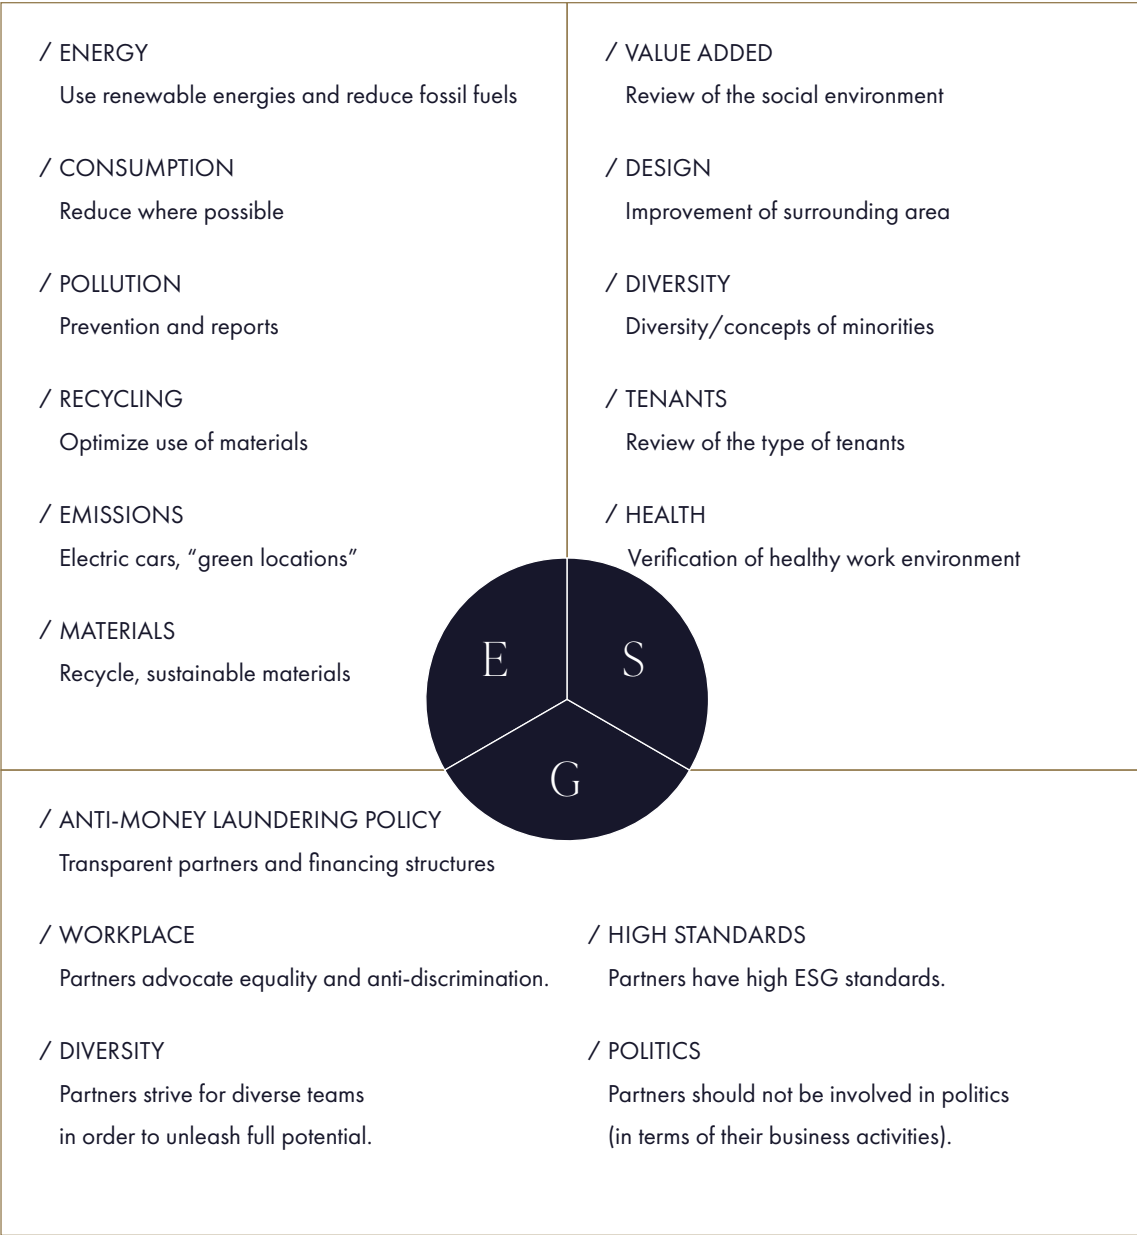 / ENERGY
Use renewable energies and reduce fossil fuels
/ CONSUMPTION
Reduce where possible
/ POLLUTION
Prevention and reports
/ RECYCLING
Optimize use of materials
/ EMISSIONS
Electric cars, “green locations”
/ MATERIALS
Recycle, sustainable materials
/ VALUE ADDED
Review of the social environment
/ DESIGN
Improvement of surrounding area
/ DIVERSITY
Diversity/concepts of minorities
/ TENANTS
Review of the type of tenants
/ HEALTH
Verification of healthy work environment
E
S
G
/ ANTI-MONEY LAUNDERING POLICY
Transparent partners and financing structures
/ WORKPLACE
Partners advocate equality and anti-discrimination.
/ DIVERSITY
Partners strive for diverse teams
in order to unleash full potential.
/ HIGH STANDARDS
Partners have high ESG standards.
/ POLITICS
Partners should not be involved in politics
(in terms of their business activities).